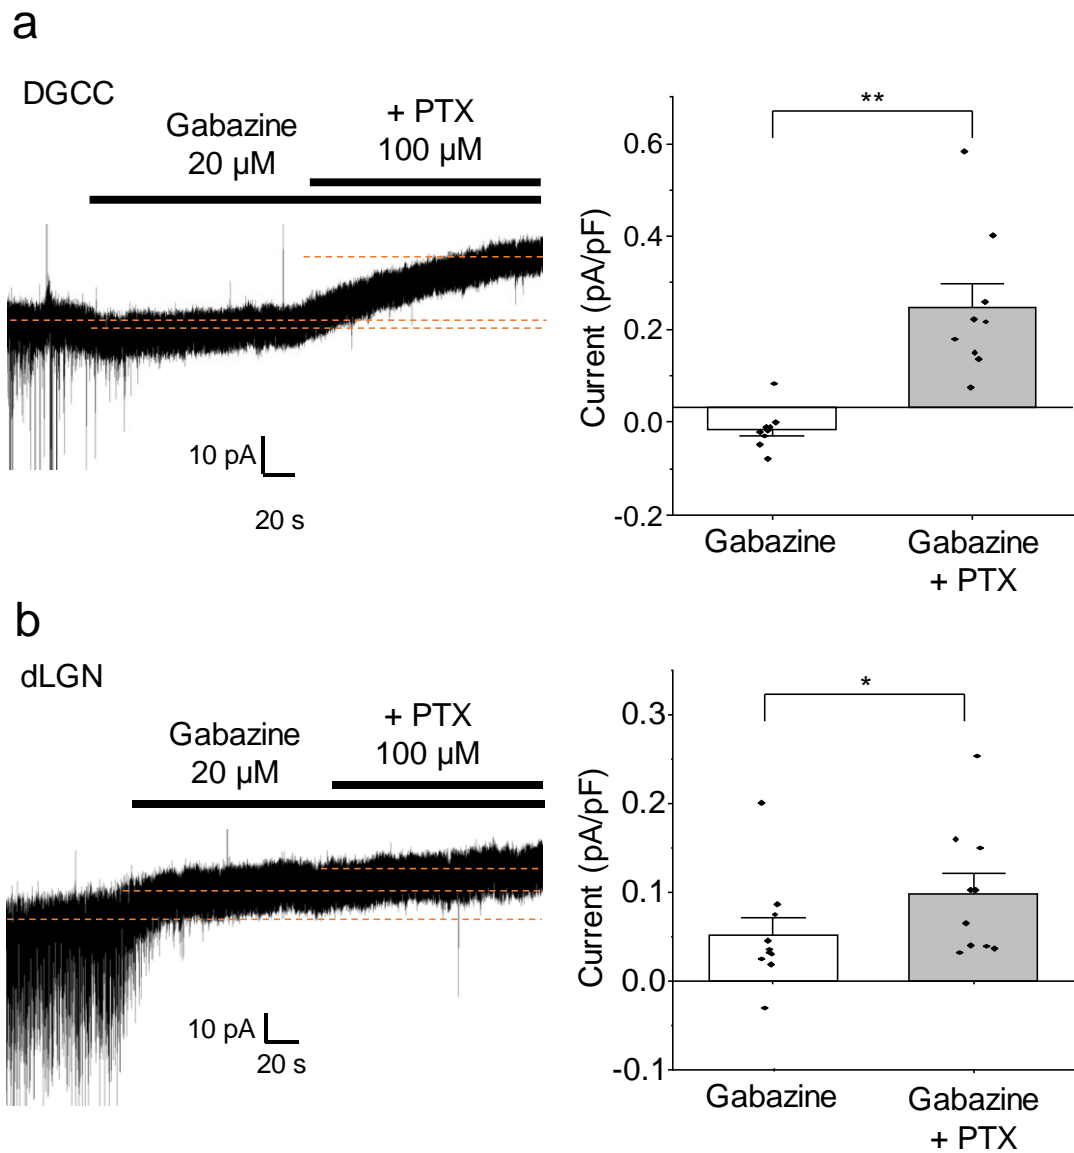 a
DGCC
Gabazine
20 µM
+ PTX
100 µM
10 pA
20 s
**
Current (pA/pF)
0.6
0.4
0.2
0.0
-0.2
Gabazine
Gabazine
+ PTX
b
dLGN
Gabazine
20 µM
+ PTX
100 µM
10 pA
20 s
*
Current (pA/pF)
0.3
0.2
0.1
0.0
-0.1
Gabazine
Gabazine
+ PTX